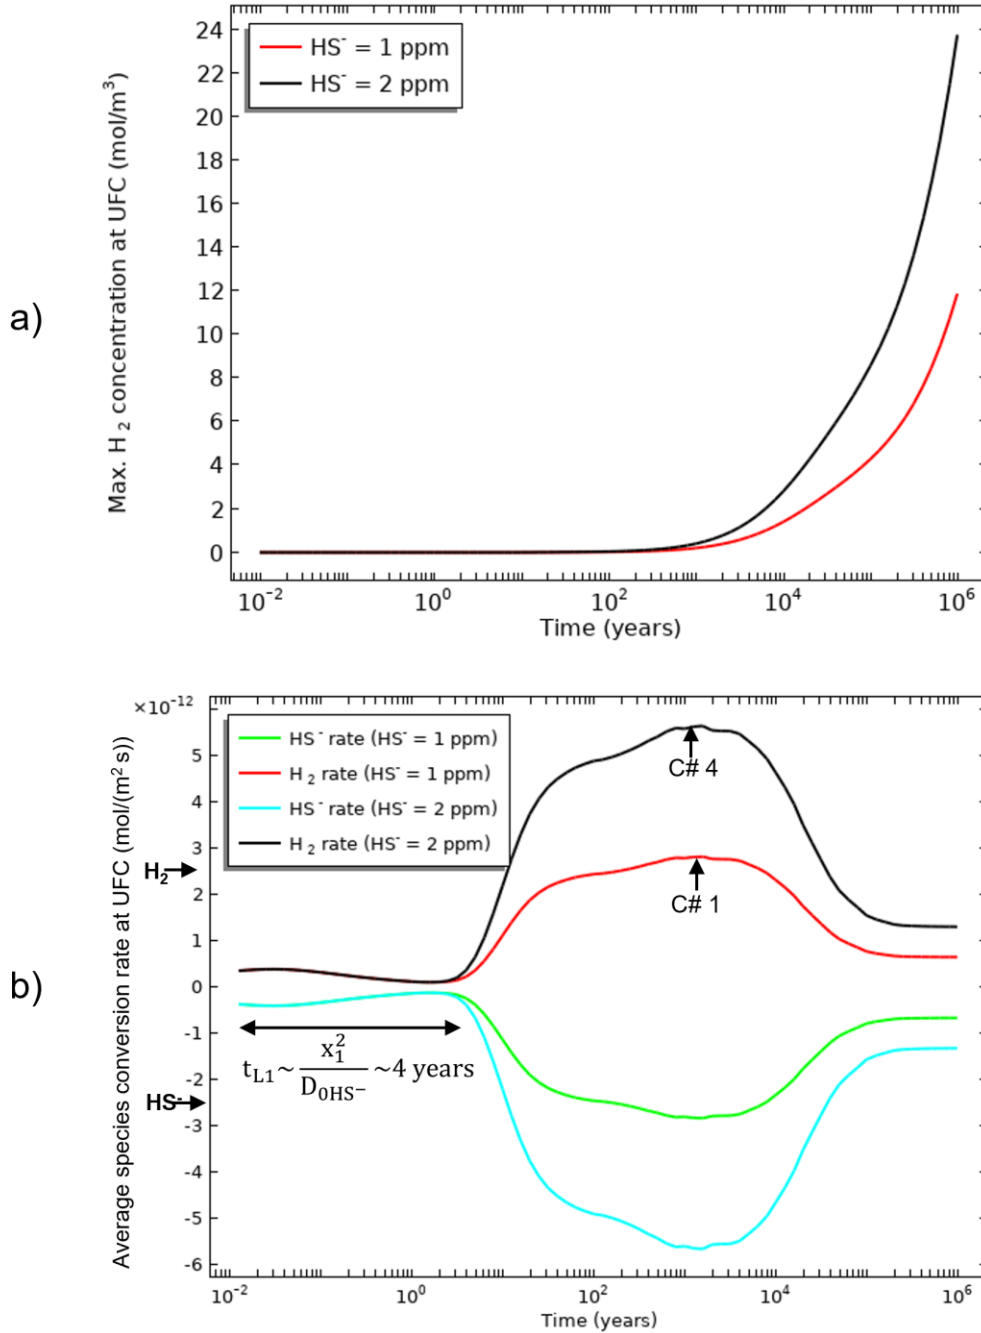 a)
Max. H₂ concentration at UFC (mol/m³)
24
22
20
18
16
14
12
10
8
6
4
2
0
HS⁻ = 1 ppm
HS⁻ = 2 ppm
10⁻² 10⁰ 10² 10⁴ 10⁶
Time (years)
b)
Average species conversion rate at UFC (mol/(m² s))
×10⁻¹²
5
4
3
2
1
0
-1
-2
-3
-4
-5
-6
HS⁻ rate (HS⁻ = 1 ppm)
H₂ rate (HS⁻ = 1 ppm)
HS⁻ rate (HS⁻ = 2 ppm)
H₂ rate (HS⁻ = 2 ppm)
C# 4
H₂
C# 1
t_L1~ x₁²/D_0HS⁻ ~4 years
HS⁻
10⁻² 10⁰ 10² 10⁴ 10⁶
Time (years)